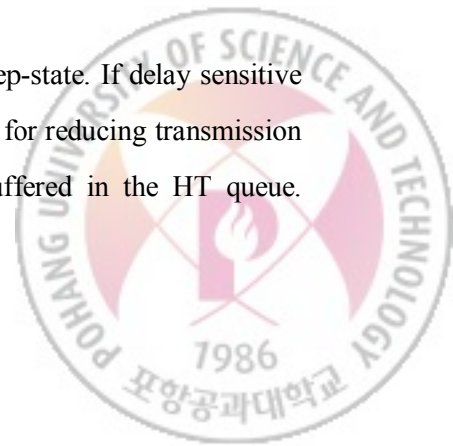 ep-state. If delay sensitive
for reducing transmission
uffered in the HT queue.
POHANG UNIVERSITY OF SCIENCE AND TECHNOLOGY
1986
포항공과대학교